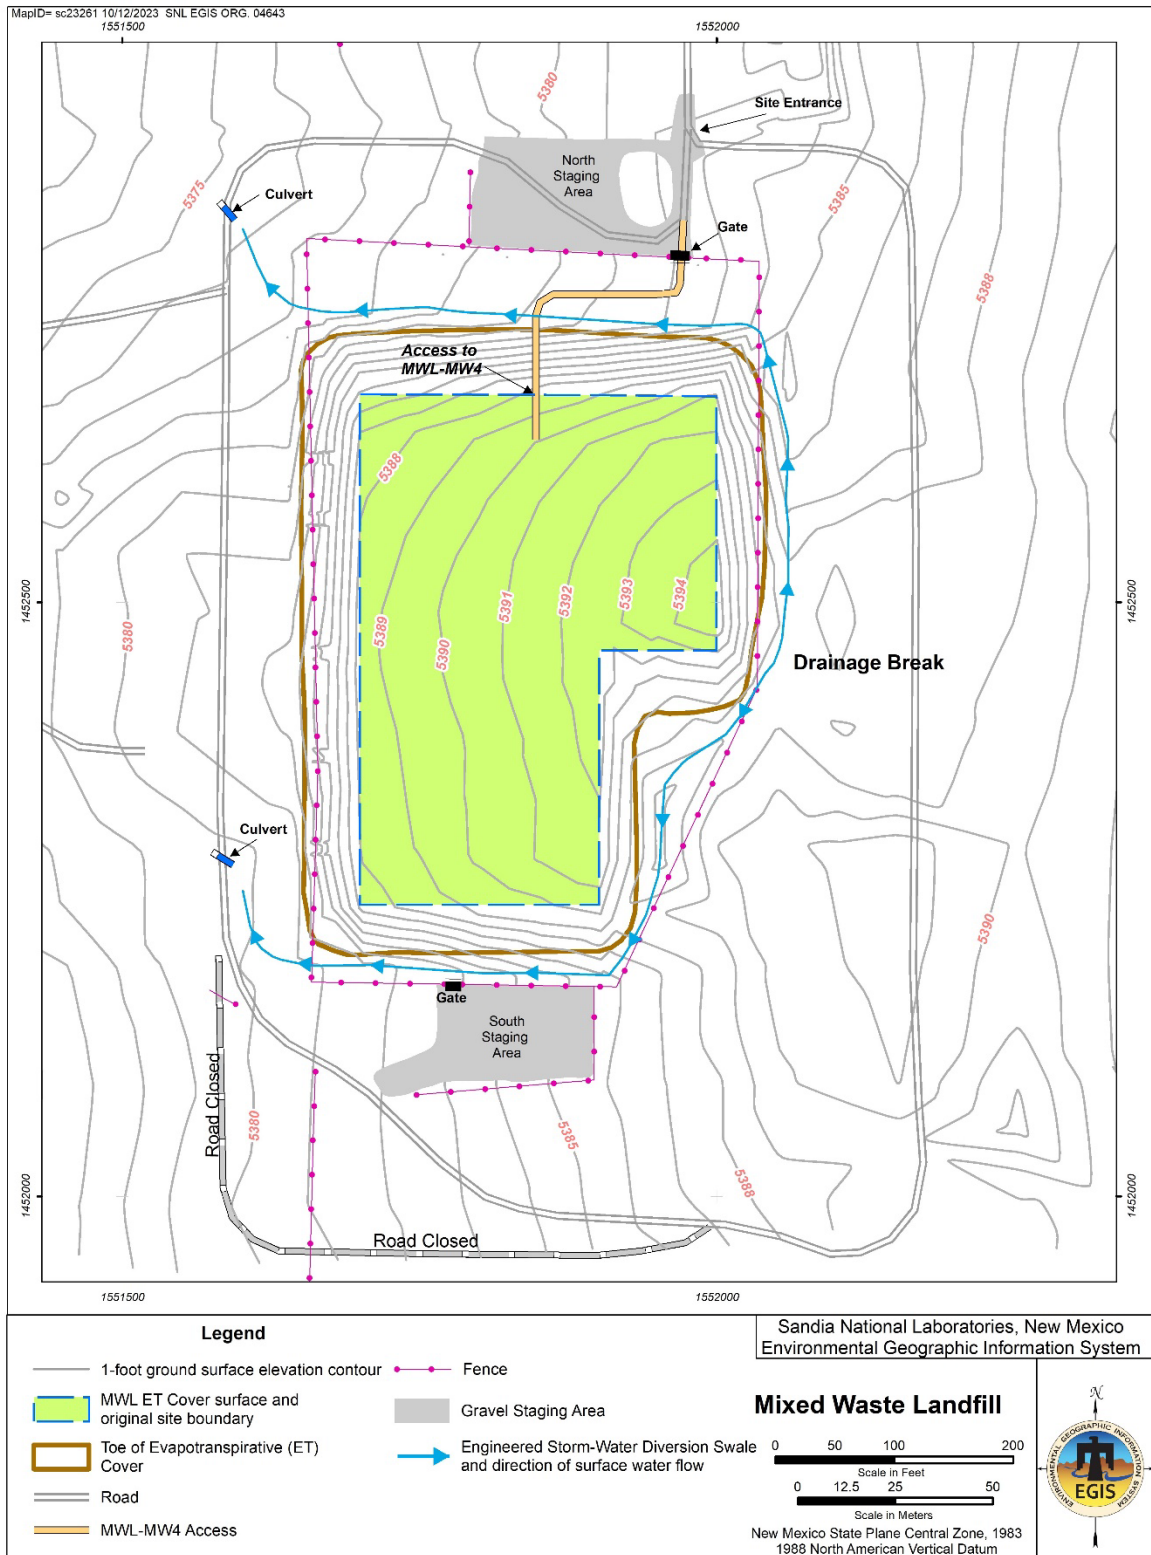 MapID= sc23261 10/12/2023 SNL EGIS ORG. 04643
1551500
1552000
5380
Site Entrance
North
Staging
Area
5375
Culvert
5385
Gate
5388
Access to
MWL-MW4
5388
1452500
1452500
5380
5389
5390
5391
5392
5393
5394
Drainage Break
Culvert
5390
Gate
South
Staging
Area
Road Closed
5380
5385
5388
1452000
1452000
Road Closed
1551500
1552000
Legend
1-foot ground surface elevation contour
MWL ET Cover surface and
original site boundary
Toe of Evapotranspirative (ET)
Cover
Road
MWL-MW4 Access
Fence
Gravel Staging Area
Engineered Storm-Water Diversion Swale
and direction of surface water flow
Sandia National Laboratories, New Mexico
Environmental Geographic Information System
Mixed Waste Landfill
0 50 100 200
Scale in Feet
0 12.5 25 50
Scale in Meters
New Mexico State Plane Central Zone, 1983
1988 North American Vertical Datum
N
ENVIRONMENTAL GEOGRAPHIC INFORMATION SYSTEM
EGIS